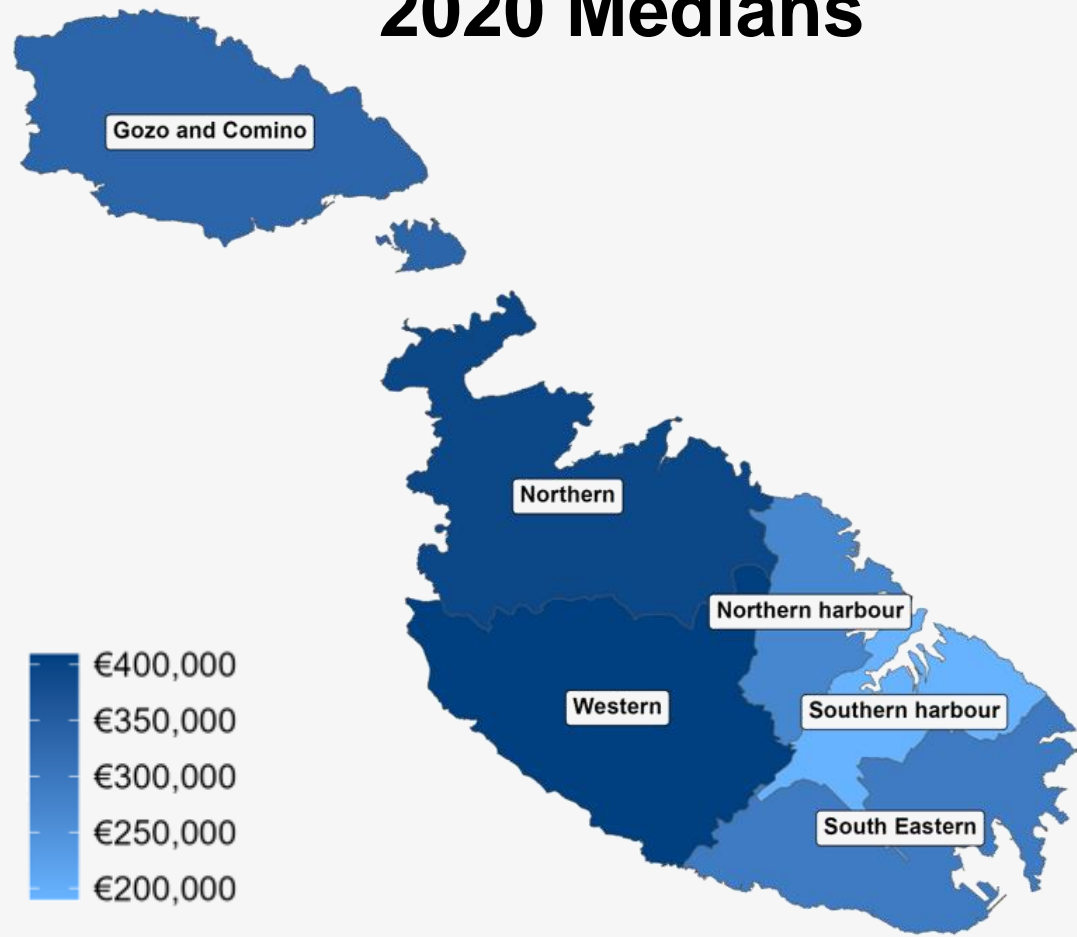 2020 Medians
Gozo and Comino
Northern
Northern harbour
Western
Southern harbour
South Eastern
€400,000
€350,000
€300,000
€250,000
€200,000